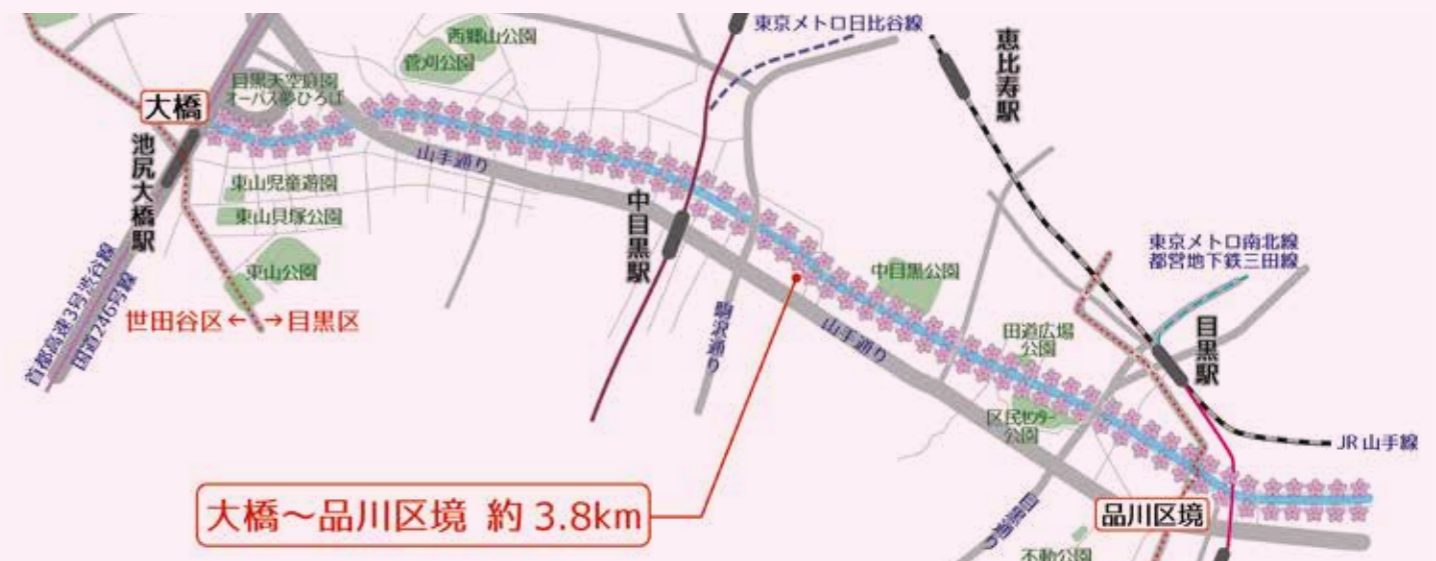 東京メトロ日比谷線
西郷山公園
菅刈公園
恵比寿駅
目黒天空庭園
オーパス夢ひろば
大橋
池尻大橋駅
山手通り
東山児童遊園
東山貝塚公園
中目黒駅
東山公園
中目黒公園
東京メトロ南北線
都営地下鉄三田線
世田谷区←→目黒区
首都高速3号渋谷線
国道246号線
駒沢通り
山手通り
田道広場
公園
目黒駅
区民センター
公園
JR 山手線
大橋～品川区境 約 3.8km
品川区境
目黒通り
不動公園